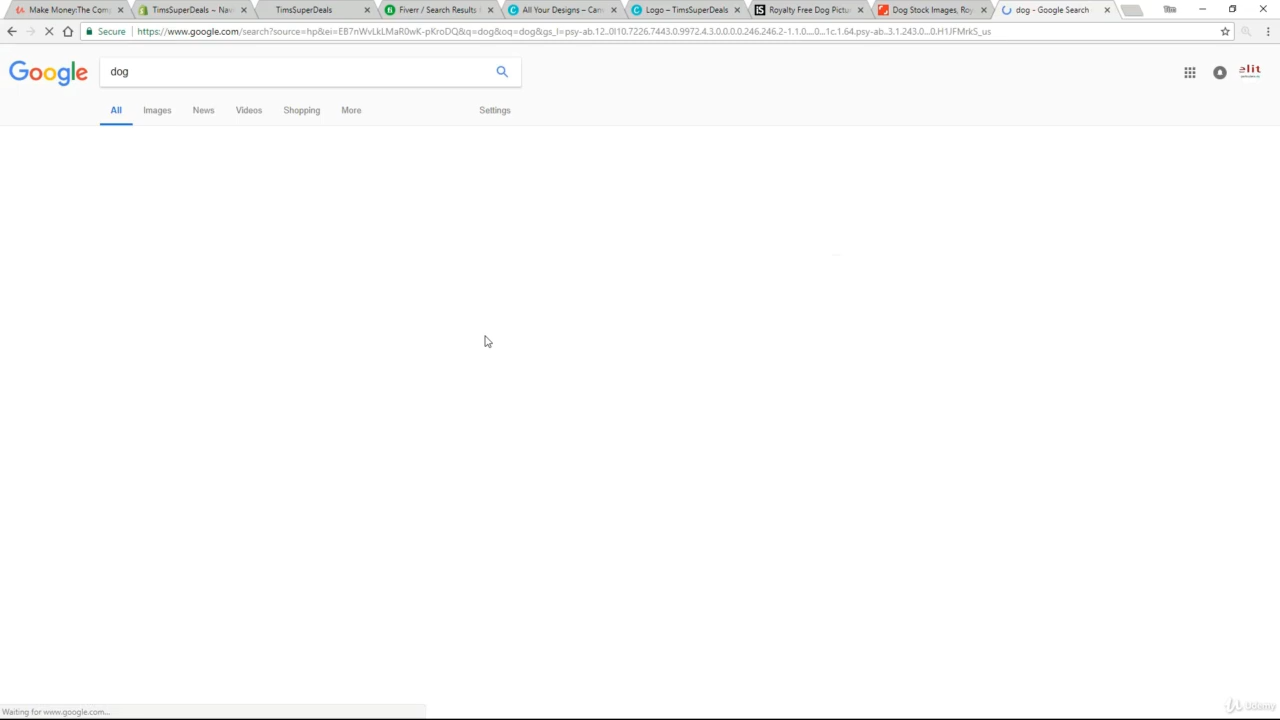 Make Money:The Com
TimsSuperDeals ~ Nav
TimsSuperDeals
Fiverr / Search Results
All Your Designs – Can
Logo – TimsSuperDeals
Royalty Free Dog Pictu
Dog Stock Images, Roy
dog - Google Search
Secure
Google
dog
All
Images
News
Videos
Shopping
More
Settings
Waiting for www.google.com...
Udemy